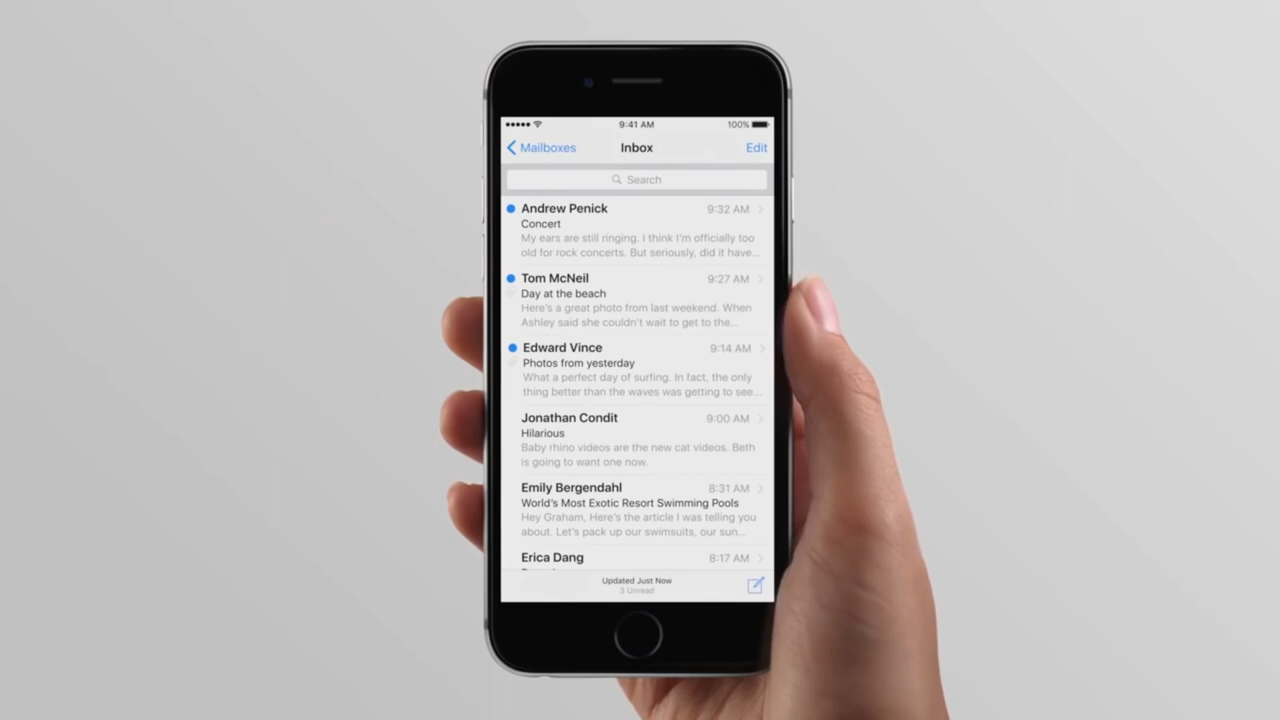 9:41 AM 100%
Mailboxes Inbox Edit
Search
Andrew Penick 9:32 AM
Concert
My ears are still ringing. I think I'm officially too
old for rock concerts. But seriously, did it have...
Tom McNeil 9:27 AM
Day at the beach
Here's a great photo from last weekend. When
Ashley said she couldn't wait to get to the...
Edward Vince 9:14 AM
Photos from yesterday
What a perfect day of surfing. In fact, the only
thing better than the waves was getting to see...
Jonathan Condit 9:00 AM
Hilarious
Baby rhino videos are the new cat videos. Beth
is going to want one now.
Emily Bergendahl 8:31 AM
World's Most Exotic Resort Swimming Pools
Hey Graham, Here's the article I was telling you
about. Let's pack up our swimsuits, our sun...
Erica Dang 8:17 AM
Updated Just Now
3 Unread